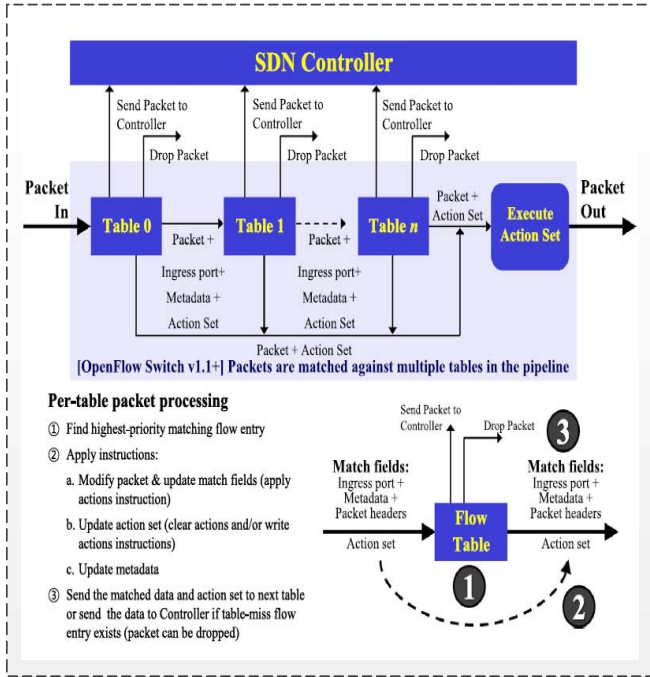 SDN Controller
Send Packet to
Controller
Drop Packet
Send Packet to
Controller
Drop Packet
Send Packet to
Controller
Drop Packet
Packet
In
Table 0
Packet +
Ingress port+
Metadata +
Action Set
Table 1
Packet +
Ingress port+
Metadata +
Action Set
Table n
Packet +
Action Set
Execute
Action Set
Packet
Out
Packet + Action Set
[OpenFlow Switch v1.1+] Packets are matched against multiple tables in the pipeline
Per-table packet processing
① Find highest-priority matching flow entry
② Apply instructions:
a. Modify packet & update match fields (apply
actions instruction)
b. Update action set (clear actions and/or write
actions instructions)
c. Update metadata
③ Send the matched data and action set to next table
or send the data to Controller if table-miss flow
entry exists (packet can be dropped)
Send Packet to
Controller
Drop Packet
3
Match fields:
Ingress port +
Metadata +
Packet headers
Action set
Flow
Table
Match fields:
Ingress port +
Metadata +
Packet headers
Action set
1
2